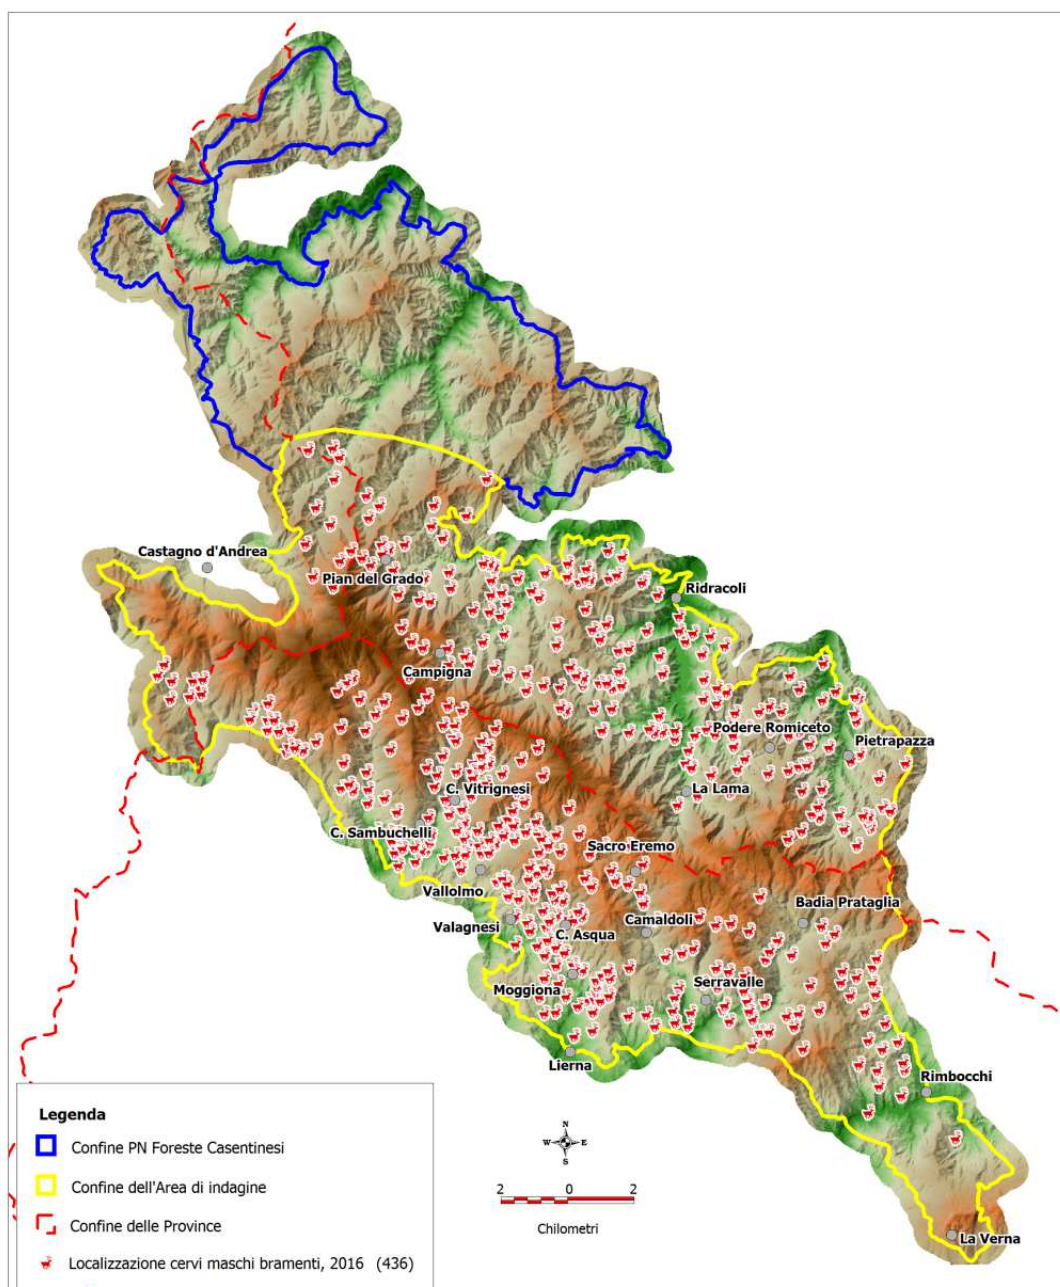 Castagno d'Andrea
Pian del Grado
Ridracoli
Campigna
Podere Romiceto
Pietrapazza
C. Vitrignesi
La Lama
C. Sambuchelli
Sacro Eremo
Vallolmo
Badia Prataglia
Valagnesi
Camaldoli
C. Asqua
Moggiona
Serravalle
Lierna
Rimbocchi
La Verna
Legenda
Confine PN Foreste Casentinesi
Confine dell'Area di indagine
Confine delle Province
Localizzazione cervi maschi bramenti, 2016 (436)
N
W E
S
2 0 2
Chilometri